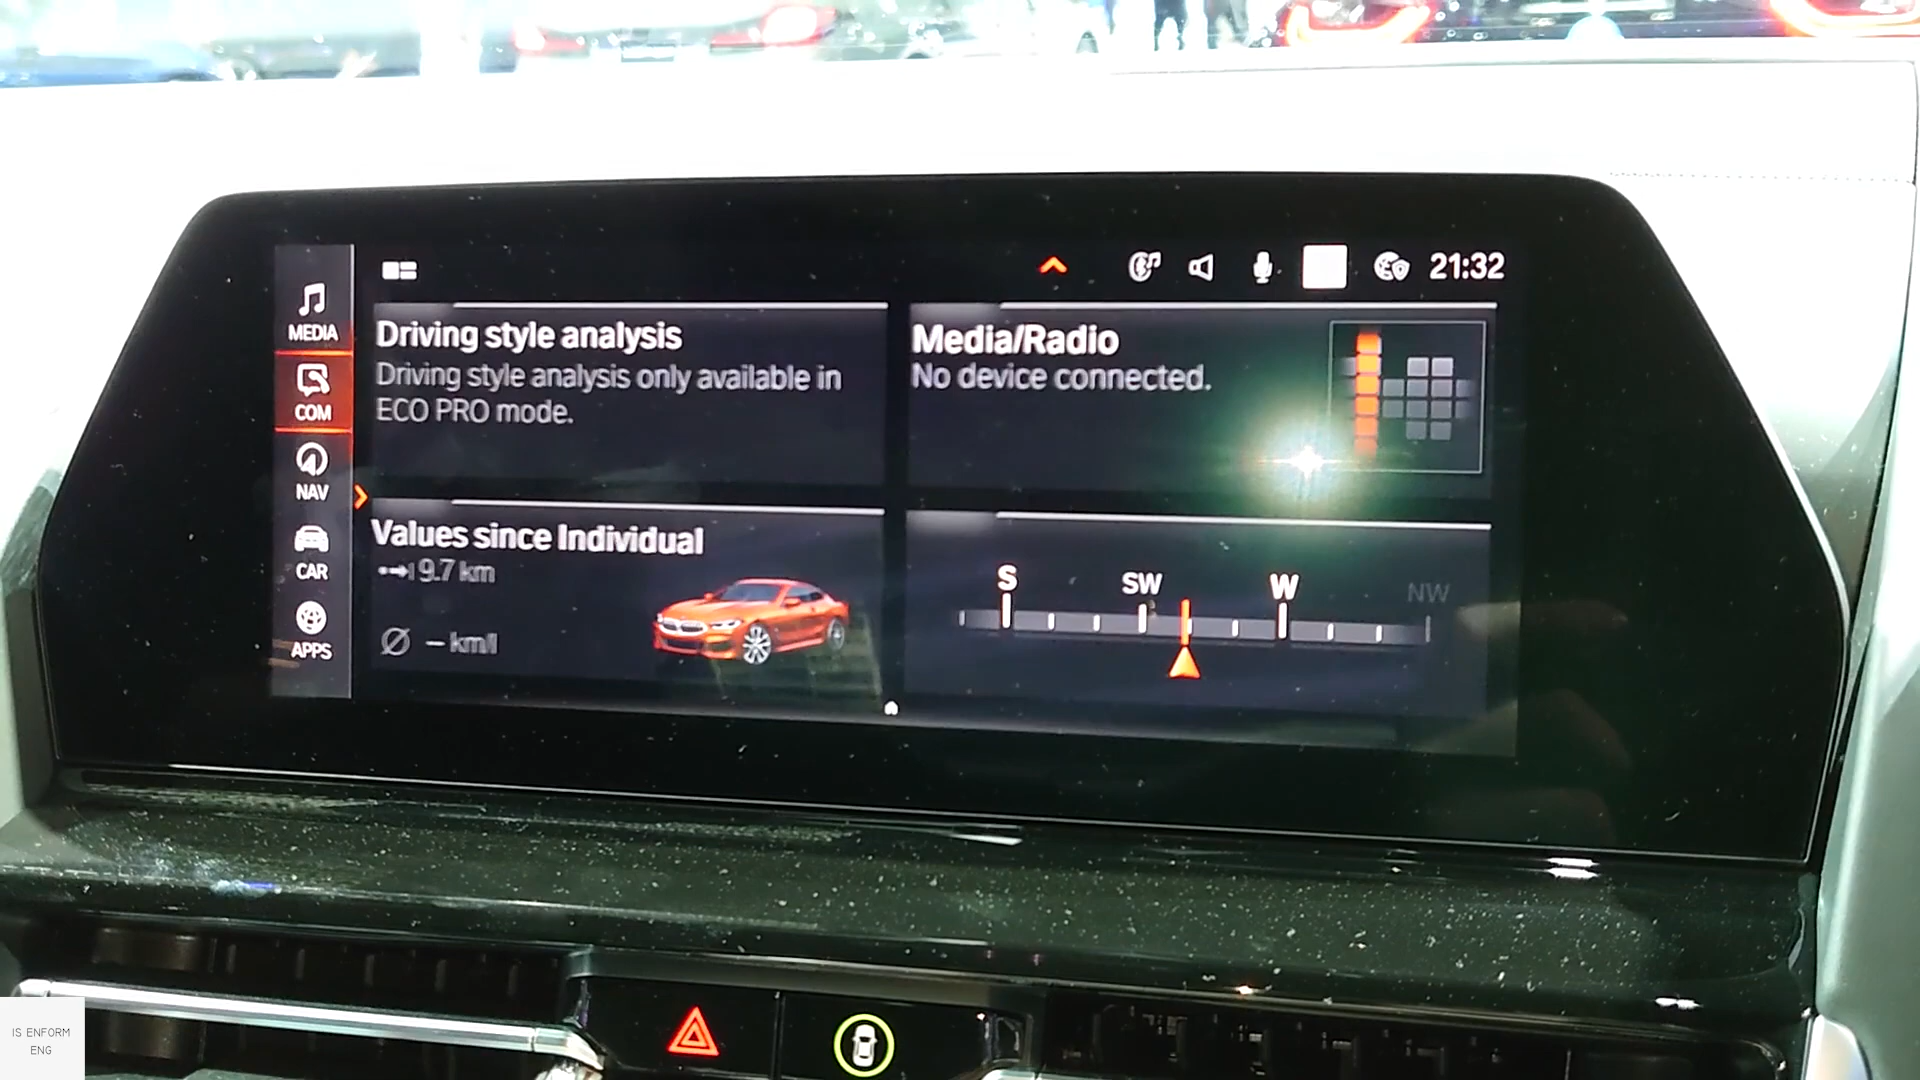 21:32
MEDIA
COM
NAV
CAR
APPS
Driving style analysis
Driving style analysis only available in
ECO PRO mode.
Media/Radio
No device connected.
Values since Individual
9.7 km
– km/l
S
SW
W
NW
IS ENFORM
ENG